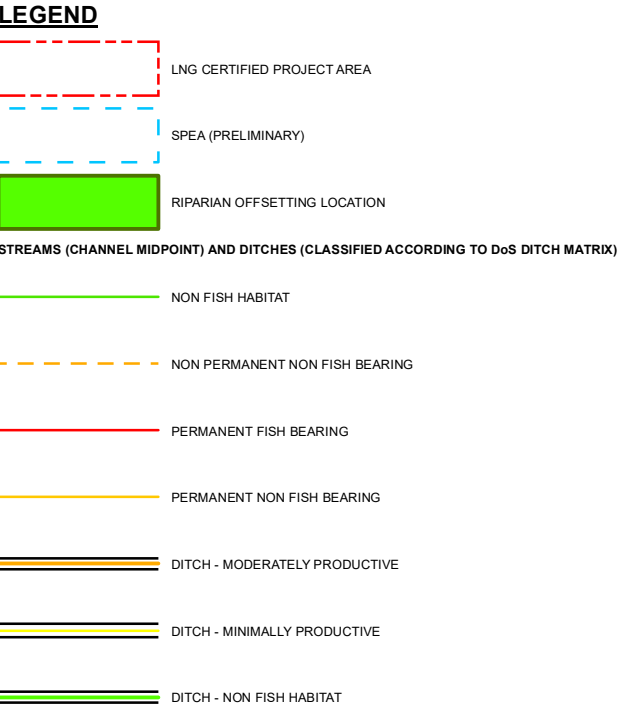 LEGEND
LNG CERTIFIED PROJECT AREA
SPEA (PRELIMINARY)
RIPARIAN OFFSETTING LOCATION
STREAMS (CHANNEL MIDPOINT) AND DITCHES (CLASSIFIED ACCORDING TO DoS DITCH MATRIX)
NON FISH HABITAT
NON PERMANENT NON FISH BEARING
PERMANENT FISH BEARING
PERMANENT NON FISH BEARING
DITCH - MODERATELY PRODUCTIVE
DITCH - MINIMALLY PRODUCTIVE
DITCH - NON FISH HABITAT